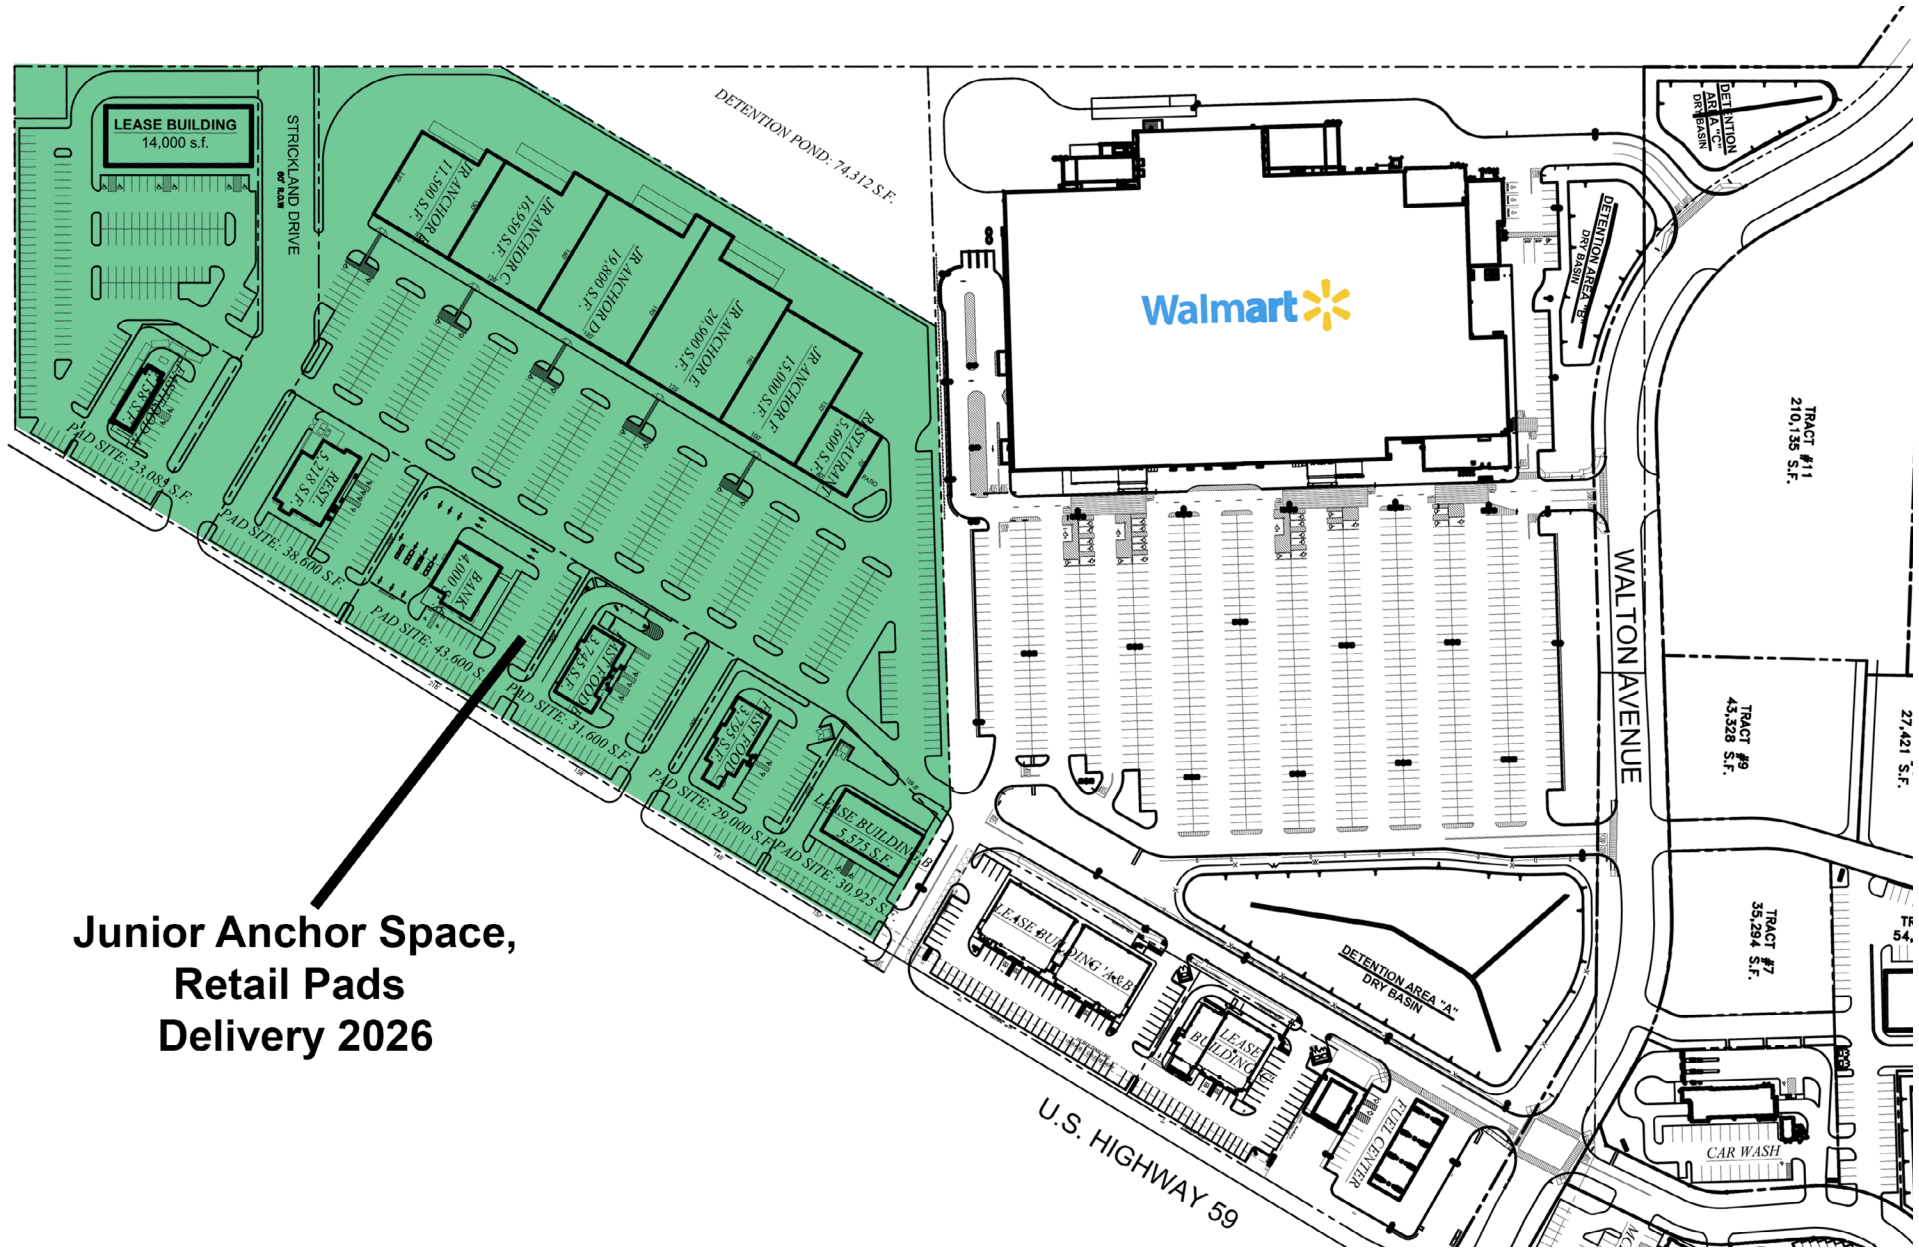 LEASE BUILDING
14,000 s.f.
STRICKLAND DRIVE
60' R.O.W
DETENTION POND: 74,312 S.F.
JR ANCHOR
11,500 S.F.
JR ANCHOR C
16,950 S.F.
JR ANCHOR D
19,800 S.F.
JR ANCHOR E
20,900 S.F.
JR ANCHOR F
15,000 S.F.
RESTAURANT
5,600 S.F.
PAD SITE: 23,084 S.F.
REST.
5,218 S.F.
PAD SITE: 38,600 S.F.
BANK
4,000
PAD SITE: 43,600 S.
FAST FOOD
3,745 S.F.
PAD SITE: 31,600 S.F.
FAST FOOD C
3,795 S.F.
PAD SITE: 29,000 S.F.
LEASE BUILDING B
5,575 S.F.
PAD SITE: 30,925 S.F.
Junior Anchor Space,
Retail Pads
Delivery 2026
Walmart
DETENTION
AREA "C"
DRY BASIN
DETENTION AREA "B"
DRY BASIN
TRACT #11
210,135 S.F.
WALTON AVENUE
TRACT #9
43,328 S.F.
27,421 S.F.
TRACT #7
35,294 S.F.
54,
DETENTION AREA "A"
DRY BASIN
LEASE BUILDING 'A&B'
LEASE
BUILDING
FUEL CENTER
CAR WASH
U.S. HIGHWAY 59